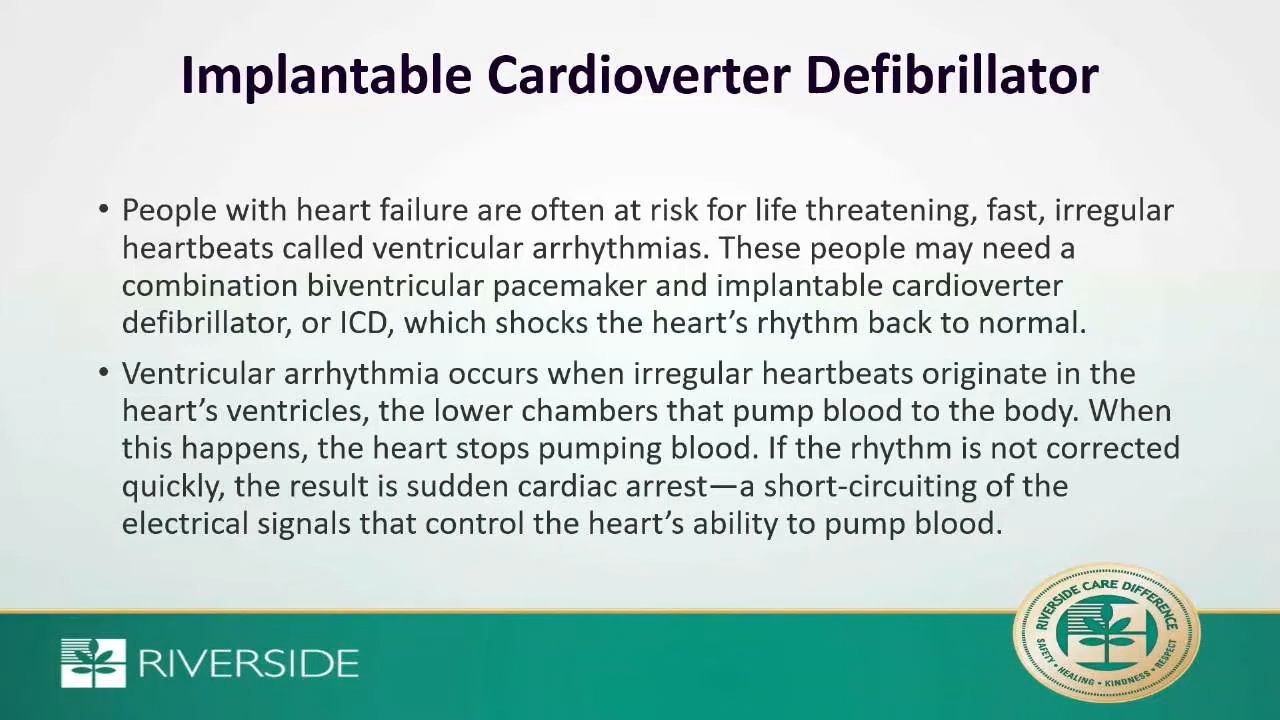 Implantable Cardioverter Defibrillator
• People with heart failure are often at risk for life threatening, fast, irregular
heartbeats called ventricular arrhythmias. These people may need a
combination biventricular pacemaker and implantable cardioverter
defibrillator, or ICD, which shocks the heart’s rhythm back to normal.
• Ventricular arrhythmia occurs when irregular heartbeats originate in the
heart’s ventricles, the lower chambers that pump blood to the body. When
this happens, the heart stops pumping blood. If the rhythm is not corrected
quickly, the result is sudden cardiac arrest—a short-circuiting of the
electrical signals that control the heart’s ability to pump blood.
RIVERSIDE
RIVERSIDE CARE DIFFERENCE
SAFETY • HEALING • KINDNESS • RESPECT